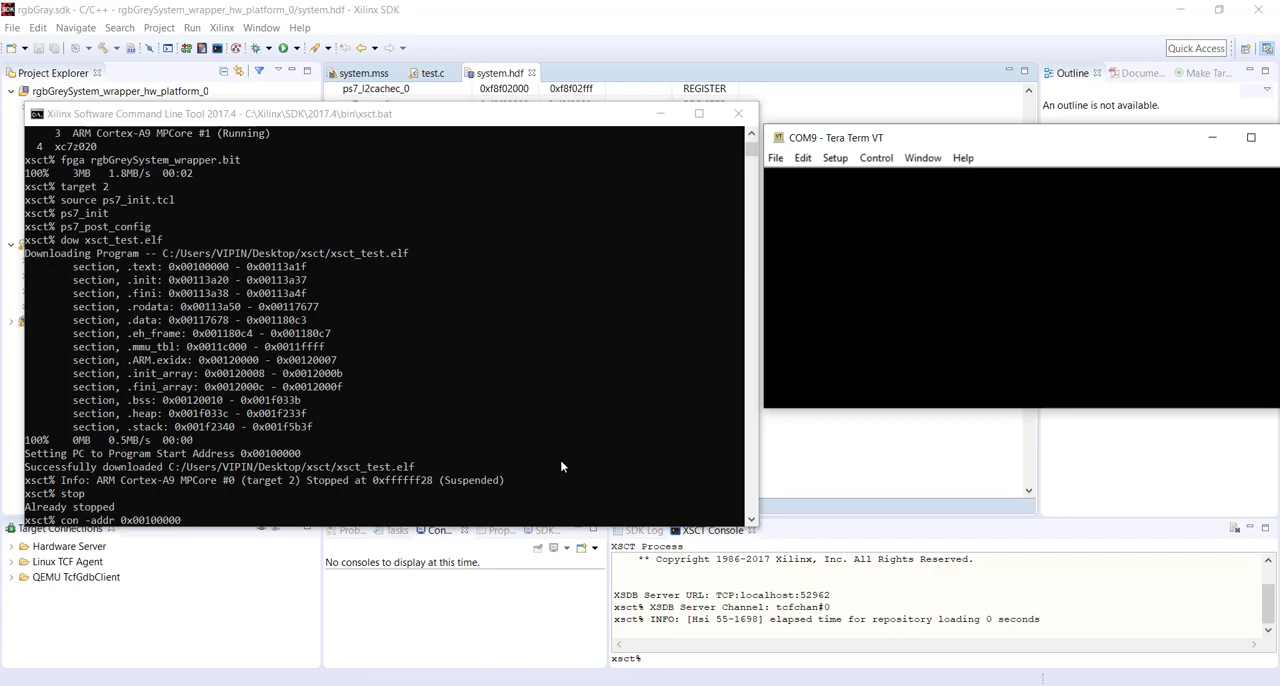 rgbGray.sdk - C/C++ - rgbGreySystem_wrapper_hw_platform_0/system.hdf - Xilinx SDK
File Edit Navigate Search Project Run Xilinx Window Help
Quick Access
Project Explorer
system.mss test.c system.hdf
Outline Docume... Make Tar...
rgbGreySystem_wrapper_hw_platform_0
ps7_l2cachec_0 0xf8f02000 0xf8f02fff REGISTER
An outline is not available.
Xilinx Software Command Line Tool 2017.4 - C:\Xilinx\SDK\2017.4\bin\xsct.bat
3 ARM Cortex-A9 MPCore #1 (Running)
4 xc7z020
xsct% fpga rgbGreySystem_wrapper.bit
100% 3MB 1.8MB/s 00:02
xsct% target 2
xsct% source ps7_init.tcl
xsct% ps7_init
xsct% ps7_post_config
xsct% dow xsct_test.elf
Downloading Program -- C:/Users/VIPIN/Desktop/xsct/xsct_test.elf
section, .text: 0x00100000 - 0x00113a1f
section, .init: 0x00113a20 - 0x00113a37
section, .fini: 0x00113a38 - 0x00113a4f
section, .rodata: 0x00113a50 - 0x00117677
section, .data: 0x00117678 - 0x001180c3
section, .eh_frame: 0x001180c4 - 0x001180c7
section, .mmu_tbl: 0x0011c000 - 0x0011ffff
section, .ARM.exidx: 0x00120000 - 0x00120007
section, .init_array: 0x00120008 - 0x0012000b
section, .fini_array: 0x0012000c - 0x0012000f
section, .bss: 0x00120010 - 0x001f033b
section, .heap: 0x001f033c - 0x001f233f
section, .stack: 0x001f2340 - 0x001f5b3f
100% 0MB 0.5MB/s 00:00
Setting PC to Program Start Address 0x00100000
Successfully downloaded C:/Users/VIPIN/Desktop/xsct/xsct_test.elf
xsct% Info: ARM Cortex-A9 MPCore #0 (target 2) Stopped at 0xffffff28 (Suspended)
xsct% stop
Already stopped
xsct% con -addr 0x00100000
COM9 - Tera Term VT
File Edit Setup Control Window Help
Target Connections
Hardware Server
Linux TCF Agent
QEMU TcfGdbClient
Prob... Tasks Con... Prop... SDK...
No consoles to display at this time.
SDK Log XSCT Console
XSCT Process
** Copyright 1986-2017 Xilinx, Inc. All Rights Reserved.
XSDB Server URL: TCP:localhost:52962
xsct% XSDB Server Channel: tcfchan#0
xsct% INFO: [Hsi 55-1698] elapsed time for repository loading 0 seconds
xsct%